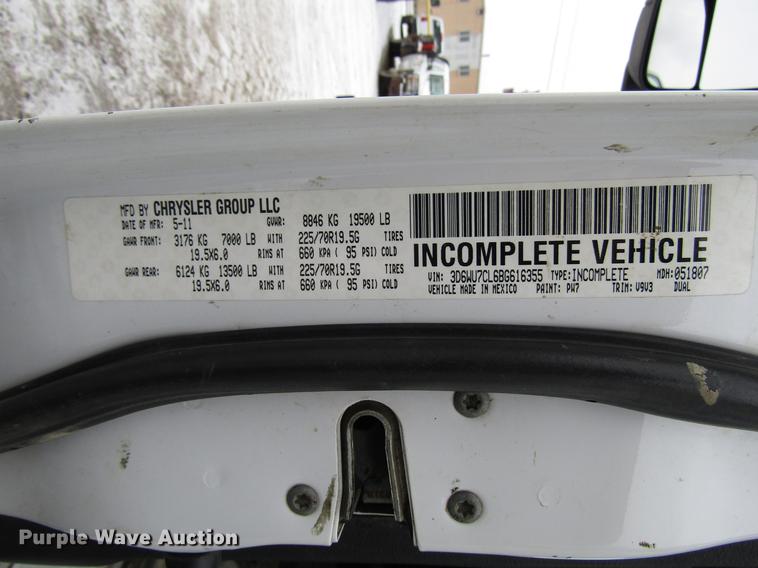 MFD BY CHRYSLER GROUP LLC
DATE OF MFR: 5-11 GVWR: 8846 KG 19500 LB
GAWR FRONT: 3176 KG 7000 LB WITH 225/70R19.5G TIRES
19.5X6.0 RIMS AT 660 KPA ( 95 PSI) COLD
GAWR REAR: 6124 KG 13500 LB WITH 225/70R19.5G TIRES
19.5X6.0 RIMS AT 660 KPA ( 95 PSI) COLD
INCOMPLETE VEHICLE
VIN: 3D6WU7CL6BG616355 TYPE:INCOMPLETE MDH:051807
VEHICLE MADE IN MEXICO PAINT: PW7 TRIM: V9V3 DUAL
Purple Wave Auction